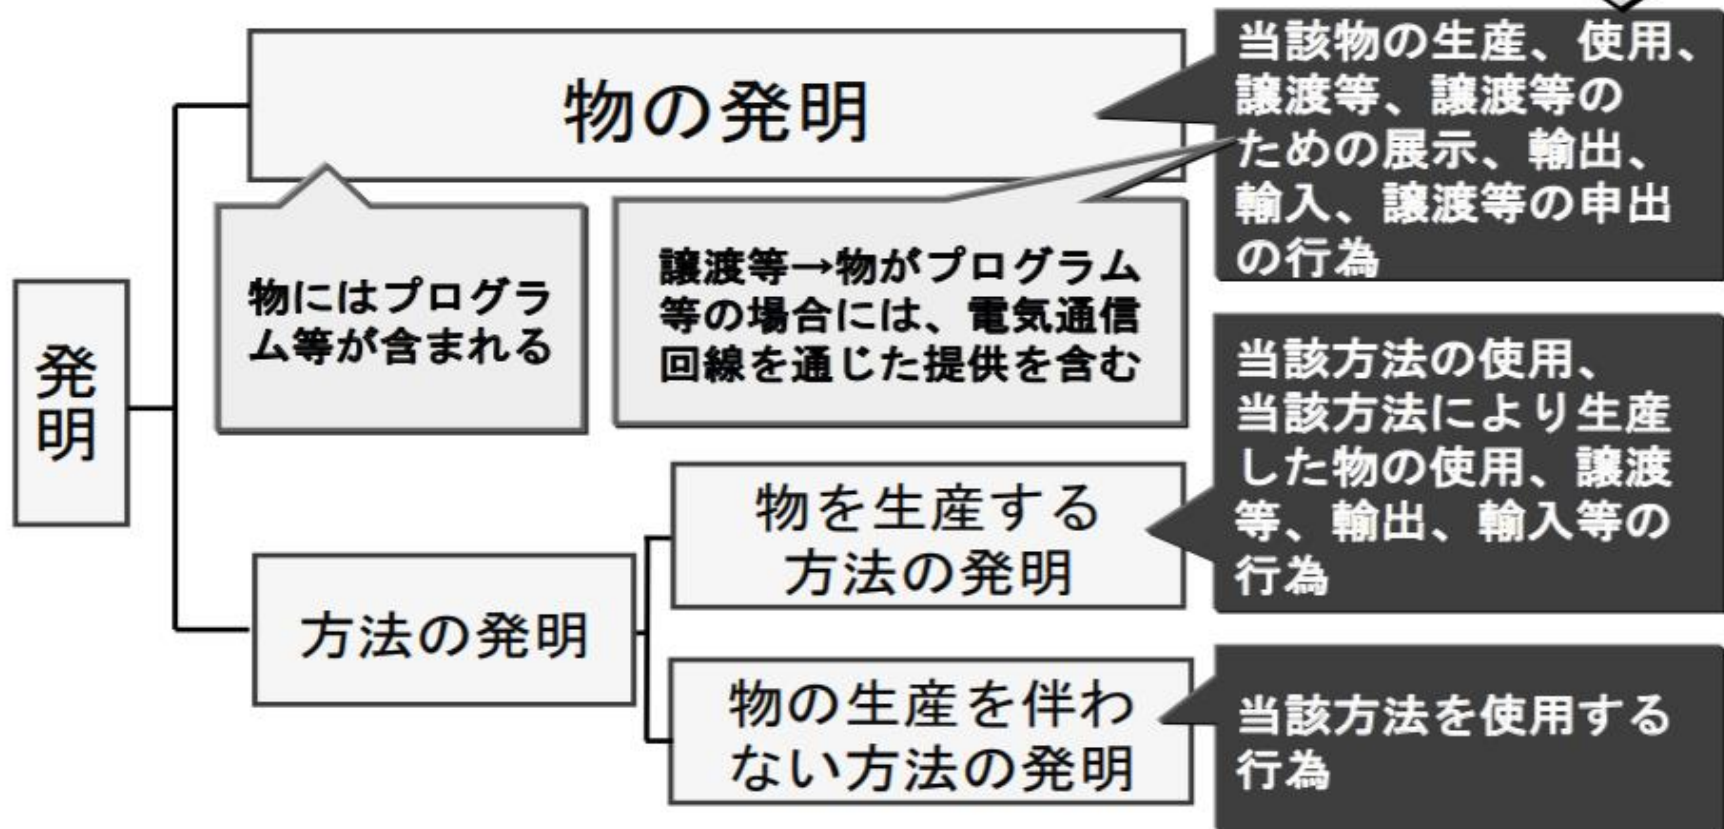 発
明
物の発明
物にはプログラ
ム等が含まれる
譲渡等→物がプログラム
等の場合には、電気通信
回線を通じた提供を含む
当該物の生産、使用、
譲渡等、譲渡等の
ための展示、輸出、
輸入、譲渡等の申出
の行為
方法の発明
物を生産する
方法の発明
当該方法の使用、
当該方法により生産
した物の使用、譲渡
等、輸出、輸入等の
行為
物の生産を伴わ
ない方法の発明
当該方法を使用する
行為